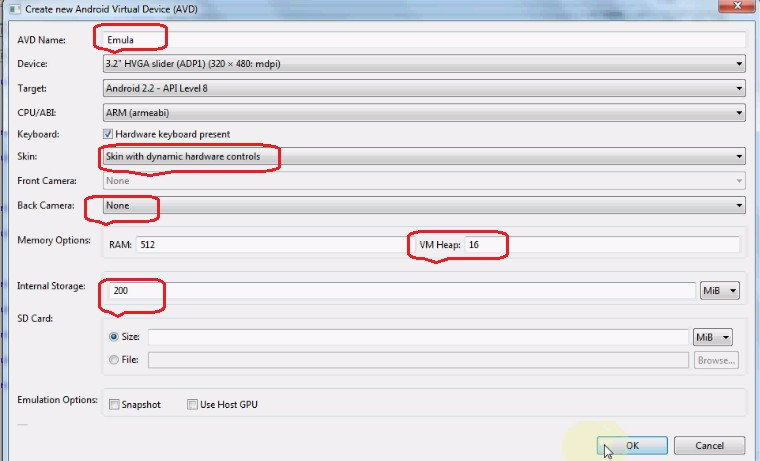 Create new Android Virtual Device (AVD)
AVD Name: Emula
Device: 3.2" HVGA slider (ADP1) (320 × 480: mdpi)
Target: Android 2.2 - API Level 8
CPU/ABI: ARM (armeabi)
Keyboard: Hardware keyboard present
Skin: Skin with dynamic hardware controls
Front Camera: None
Back Camera: None
Memory Options: RAM: 512 VM Heap: 16
Internal Storage: 200 MiB
SD Card:
Size: MiB
File: Browse...
Emulation Options: Snapshot Use Host GPU
OK Cancel